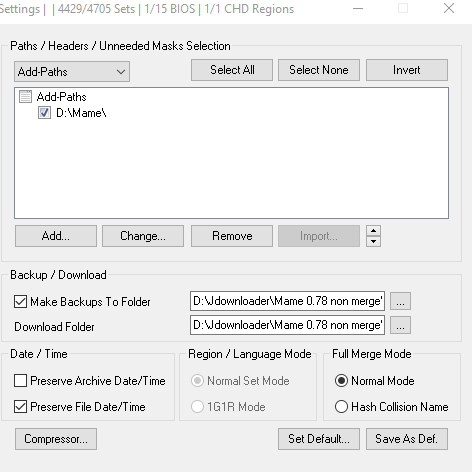 Settings | | 4429/4705 Sets | 1/15 BIOS | 1/1 CHD Regions
Paths / Headers / Unneeded Masks Selection
Add-Paths Select All Select None Invert
Add-Paths
D:\Mame\
Add... Change... Remove Import...
Backup / Download
Make Backups To Folder D:\Jdownloader\Mame 0.78 non merge' ...
Download Folder D:\Jdownloader\Mame 0.78 non merge' ...
Date / Time Region / Language Mode Full Merge Mode
Preserve Archive Date/Time Normal Set Mode Normal Mode
Preserve File Date/Time 1G1R Mode Hash Collision Name
Compressor... Set Default... Save As Def.